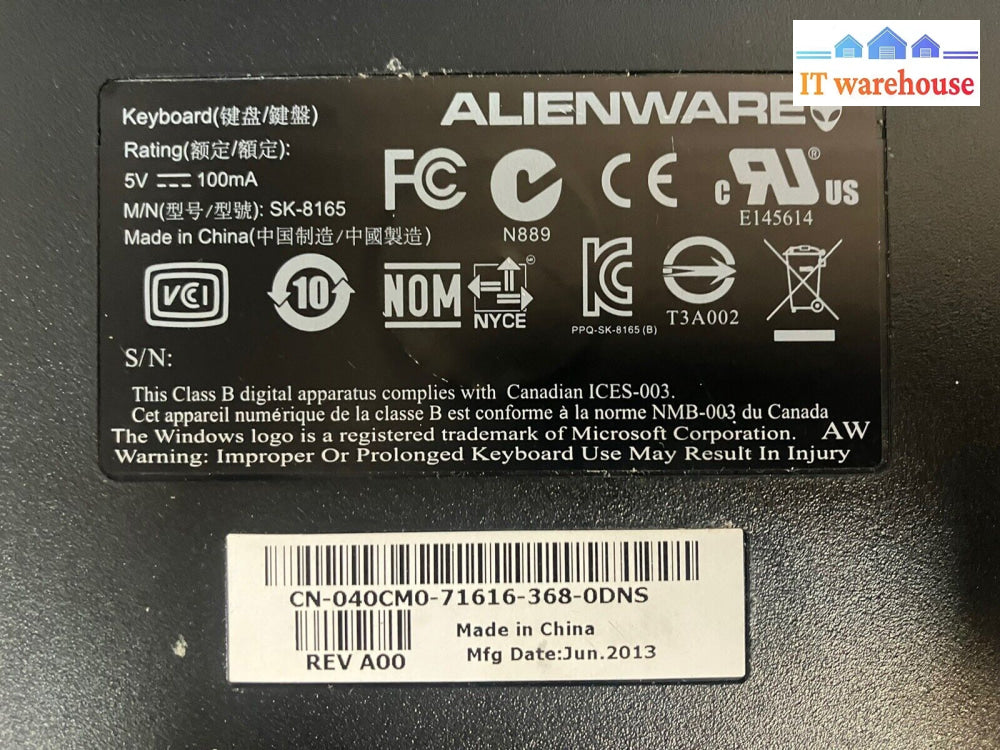 IT warehouse
ALIENWARE
Keyboard(键盘/鍵盤)
Rating(额定/額定):
5V ⎓ 100mA
M/N(型号/型號): SK-8165
Made in China(中国制造/中國製造)
FC CE C UL ® US
N889
E145614
VCCI 10 NOM NYCE
PPQ-SK-8165 (B)
T3A002
S/N:
This Class B digital apparatus complies with Canadian ICES-003.
Cet appareil numérique de la classe B est conforme à la norme NMB-003 du Canada
The Windows logo is a registered trademark of Microsoft Corporation. AW
Warning: Improper Or Prolonged Keyboard Use May Result In Injury
CN-040CM0-71616-368-0DNS
Made in China
REV A00
Mfg Date:Jun.2013